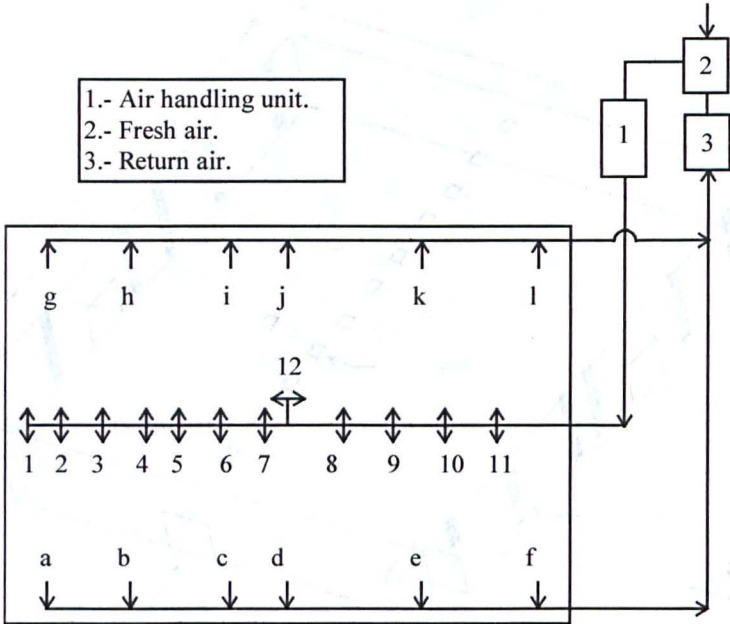 2
1.- Air handling unit.
2.- Fresh air.
3.- Return air.
1
3
g h i j k l
12
1 2 3 4 5 6 7 8 9 10 11
a b c d e f